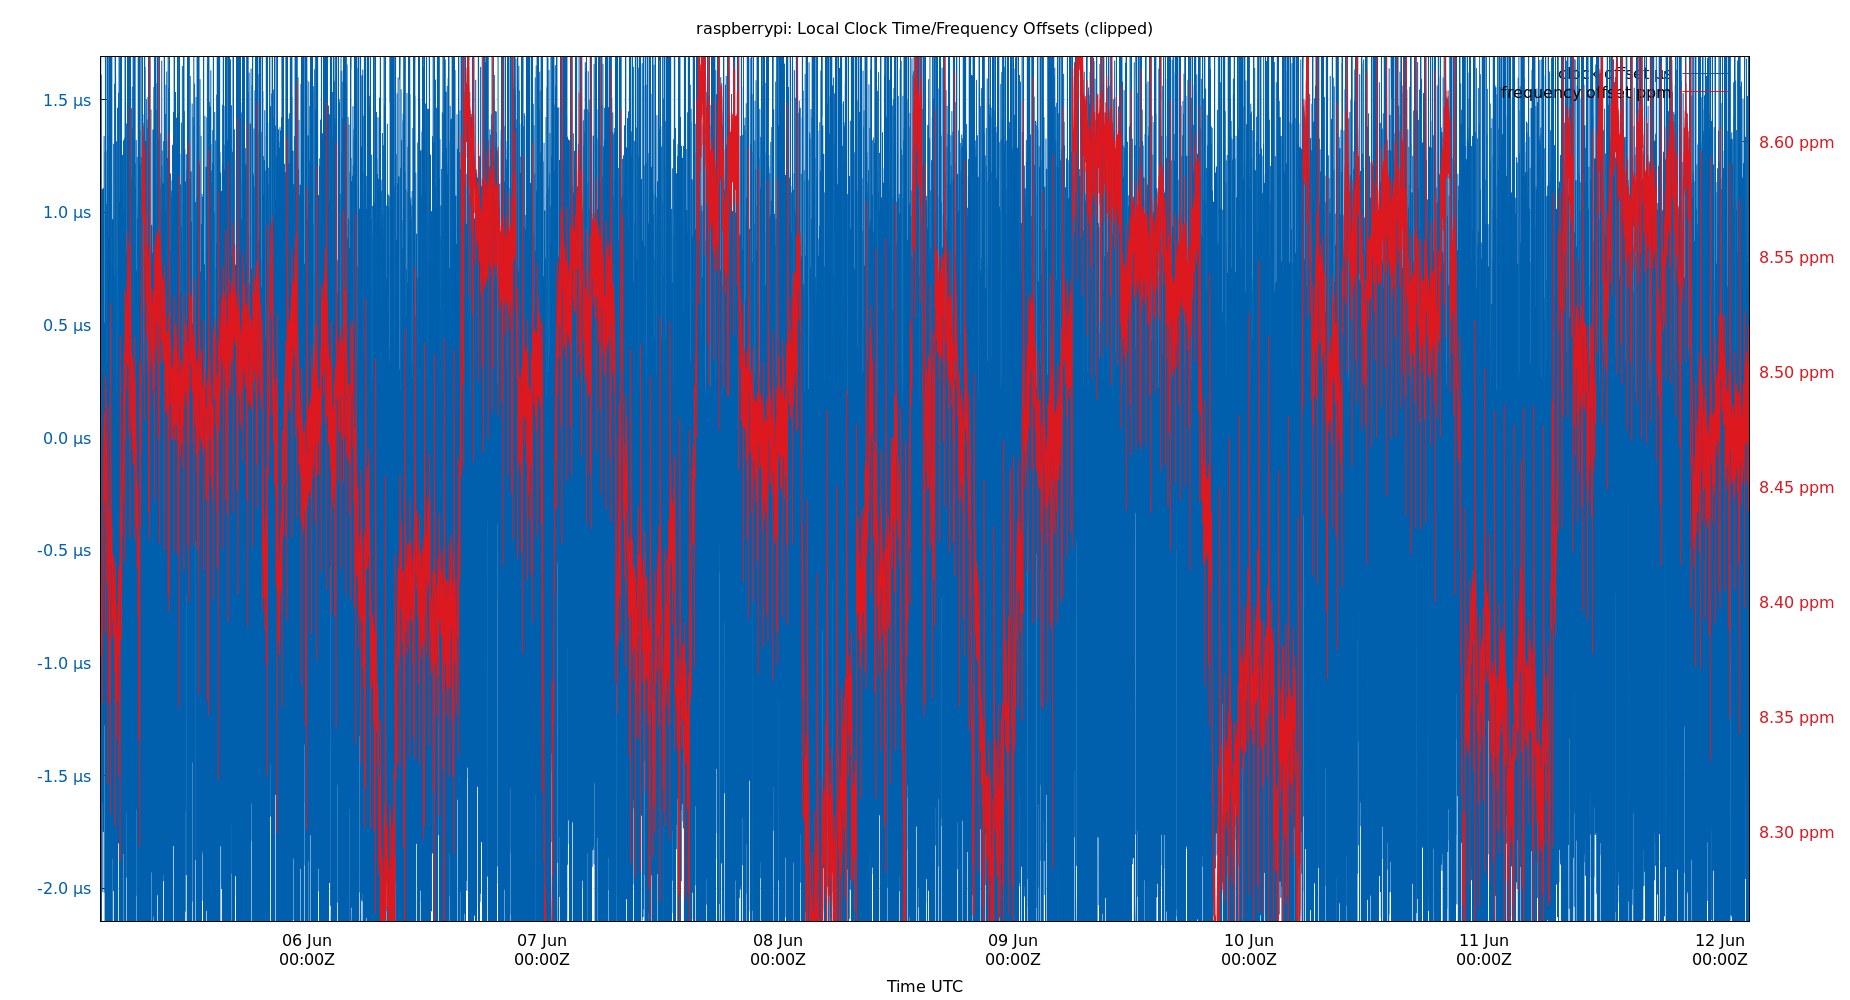 raspberrypi: Local Clock Time/Frequency Offsets (clipped)
clock offset µs
frequency offset ppm
1.5 µs
1.0 µs
0.5 µs
0.0 µs
-0.5 µs
-1.0 µs
-1.5 µs
-2.0 µs
8.60 ppm
8.55 ppm
8.50 ppm
8.45 ppm
8.40 ppm
8.35 ppm
8.30 ppm
06 Jun 07 Jun 08 Jun 09 Jun 10 Jun 11 Jun 12 Jun
00:00Z 00:00Z 00:00Z 00:00Z 00:00Z 00:00Z 00:00Z
Time UTC